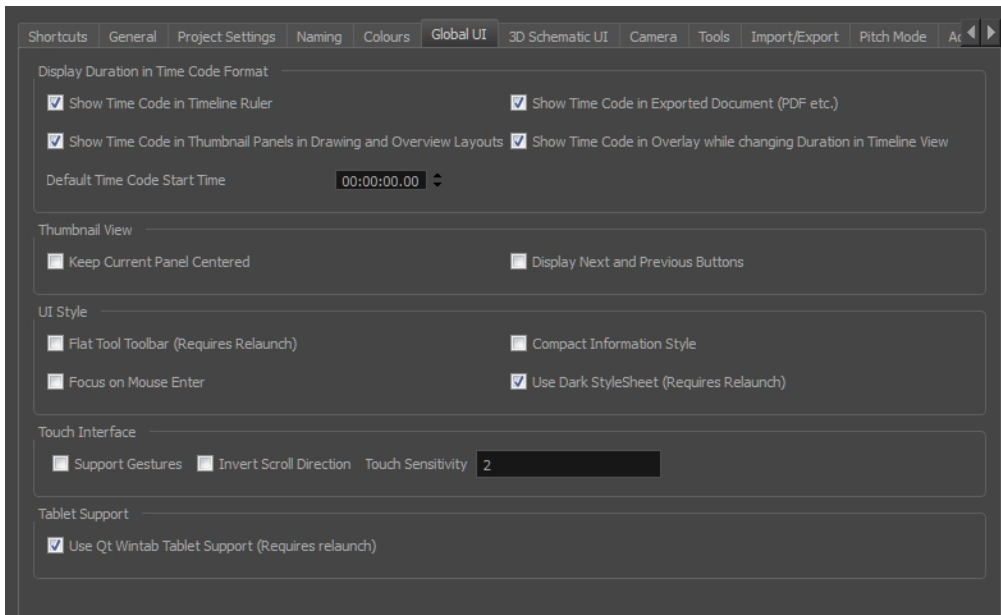 Shortcuts General Project Settings Naming Colours Global UI 3D Schematic UI Camera Tools Import/Export Pitch Mode
Display Duration in Time Code Format
Show Time Code in Timeline Ruler Show Time Code in Exported Document (PDF etc.)
Show Time Code in Thumbnail Panels in Drawing and Overview Layouts Show Time Code in Overlay while changing Duration in Timeline View
Default Time Code Start Time 00:00:00.00
Thumbnail View
Keep Current Panel Centered Display Next and Previous Buttons
UI Style
Flat Tool Toolbar (Requires Relaunch) Compact Information Style
Focus on Mouse Enter Use Dark StyleSheet (Requires Relaunch)
Touch Interface
Support Gestures Invert Scroll Direction Touch Sensitivity 2
Tablet Support
Use Qt Wintab Tablet Support (Requires relaunch)